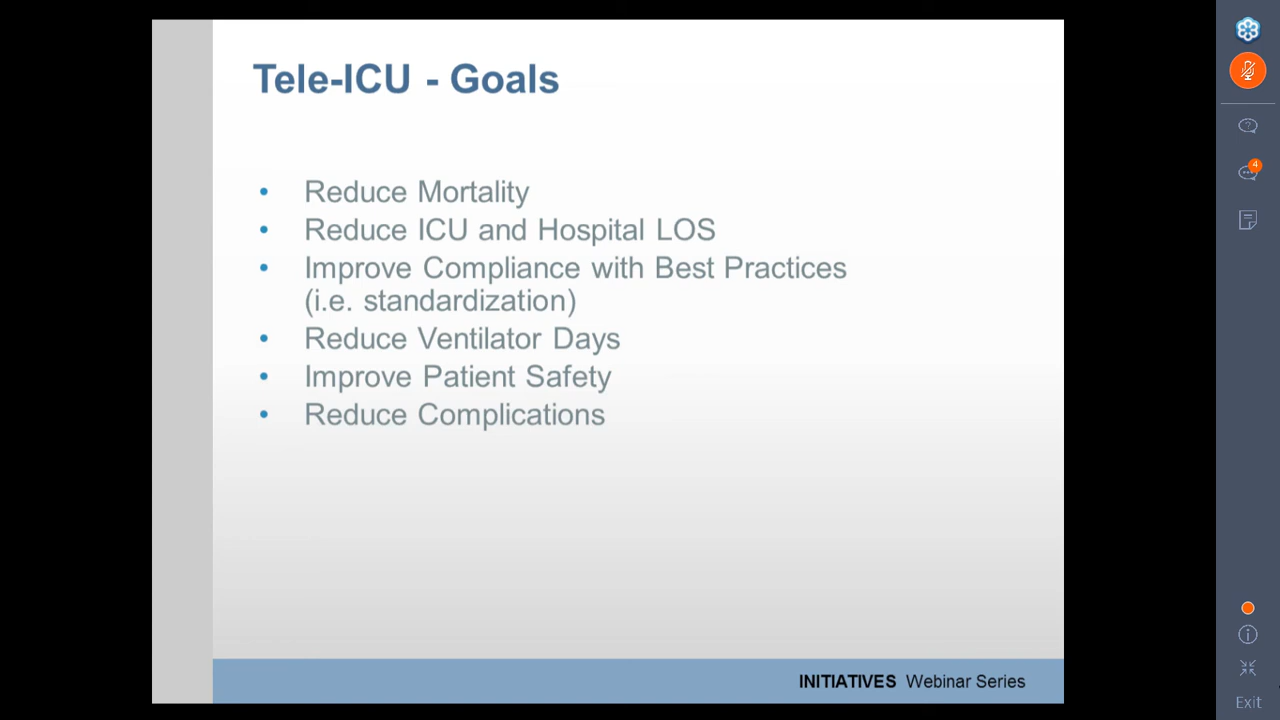 Tele-ICU - Goals
• Reduce Mortality
• Reduce ICU and Hospital LOS
• Improve Compliance with Best Practices
(i.e. standardization)
• Reduce Ventilator Days
• Improve Patient Safety
• Reduce Complications
INITIATIVES Webinar Series
?
4
Exit